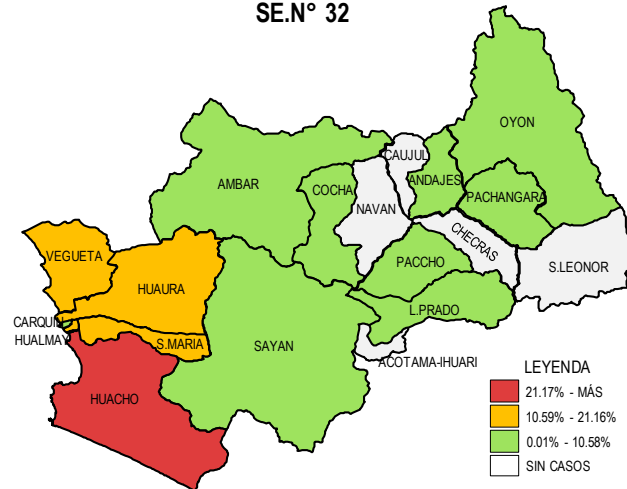 SE.N° 32
OYON
CAUJUL
ANDAJES
AMBAR
COCHA
NAVAN
PACHANGARA
CHECRAS
VEGUETA
S.LEONOR
PACCHO
HUAURA
L.PRADO
CARQUIN
HUALMAY
S.MARIA
SAYAN
ACOTAMA-IHUARI
HUACHO
LEYENDA
21.17% - MÁS
10.59% - 21.16%
0.01% - 10.58%
SIN CASOS